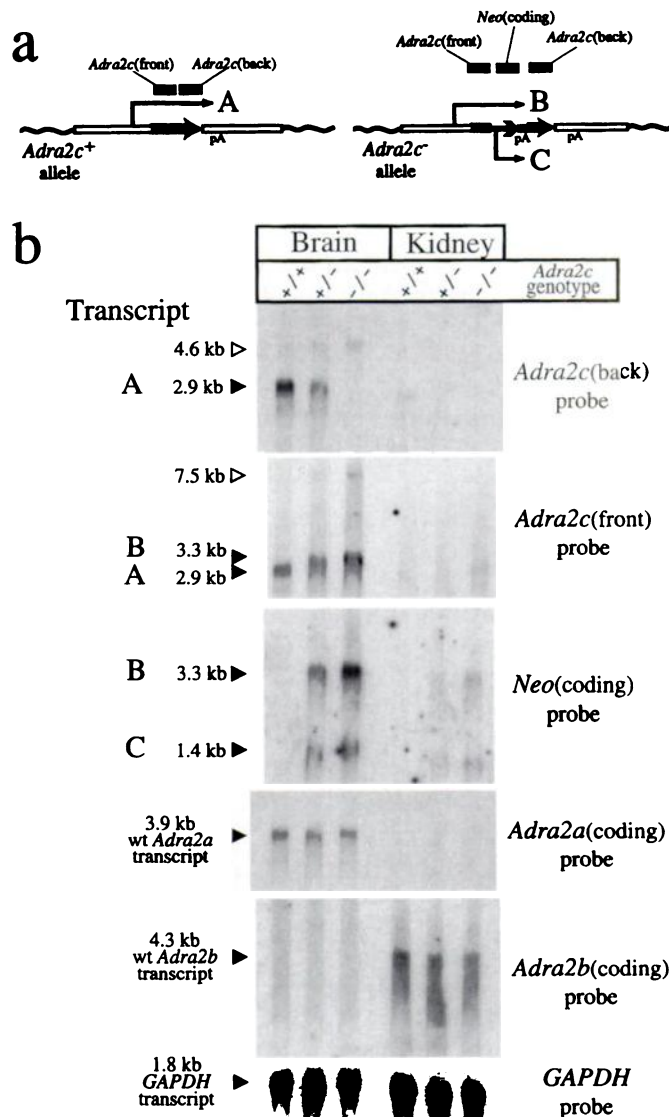 a
Adra2c(front)
Adra2c(back)
A
pA
Adra2c+
allele
Neo(coding)
Adra2c(front)
Adra2c(back)
B
pA
pA
Adra2c-
allele
C
b
Brain
Kidney
+/+
+/-
-/-
+/+
+/-
-/-
Adra2c
genotype
Transcript
4.6 kb
A 2.9 kb
Adra2c(back)
probe
7.5 kb
B 3.3 kb
A 2.9 kb
Adra2c(front)
probe
B 3.3 kb
C 1.4 kb
Neo(coding)
probe
3.9 kb
wt Adra2a
transcript
Adra2a(coding)
probe
4.3 kb
wt Adra2b
transcript
Adra2b(coding)
probe
1.8 kb
GAPDH
transcript
GAPDH
probe